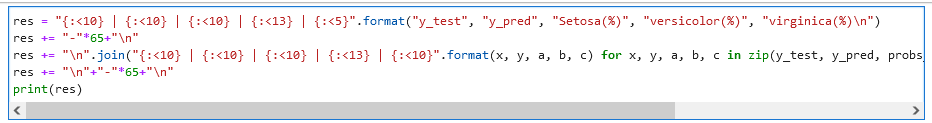 res = "{:<10} | {:<10} | {:<10} | {:<13} | {:<5}".format("y_test", "y_pred", "Setosa(%)", "versicolor(%)", "virginica(%)\n")
res += "-"*65+"\n"
res += "\n".join("{:<10} | {:<10} | {:<10} | {:<13} | {:<10}".format(x, y, a, b, c) for x, y, a, b, c in zip(y_test, y_pred, probs
res += "\n"+"-"*65+"\n"
print(res)